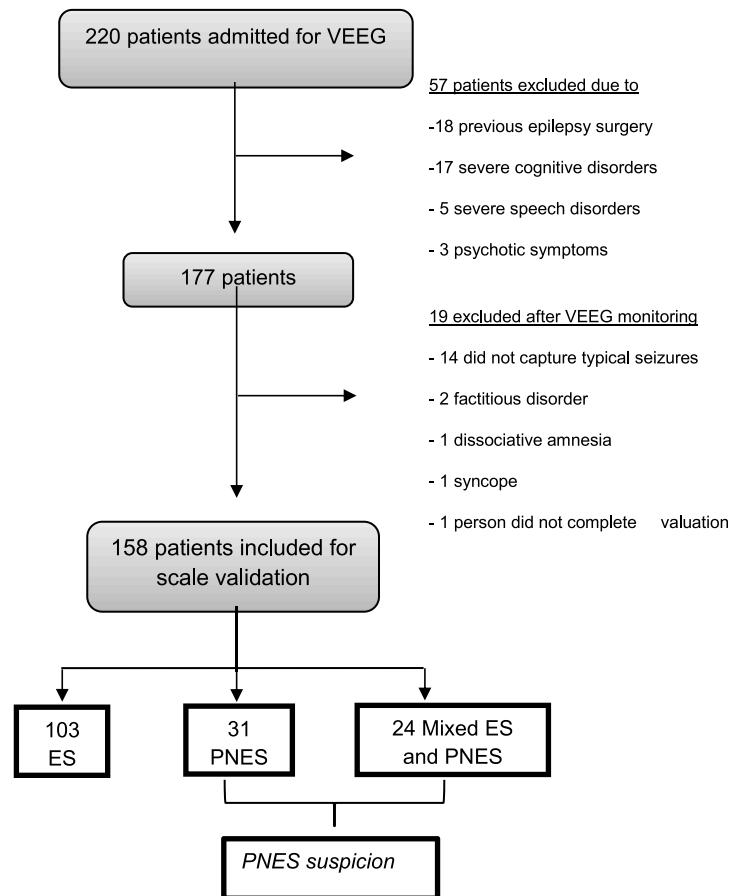 220 patients admitted for VEEG
57 patients excluded due to
-18 previous epilepsy surgery
-17 severe cognitive disorders
- 5 severe speech disorders
- 3 psychotic symptoms
177 patients
19 excluded after VEEG monitoring
- 14 did not capture typical seizures
- 2 factitious disorder
- 1 dissociative amnesia
- 1 syncope
- 1 person did not complete valuation
158 patients included for
scale validation
103
ES
31
PNES
24 Mixed ES
and PNES
PNES suspicion